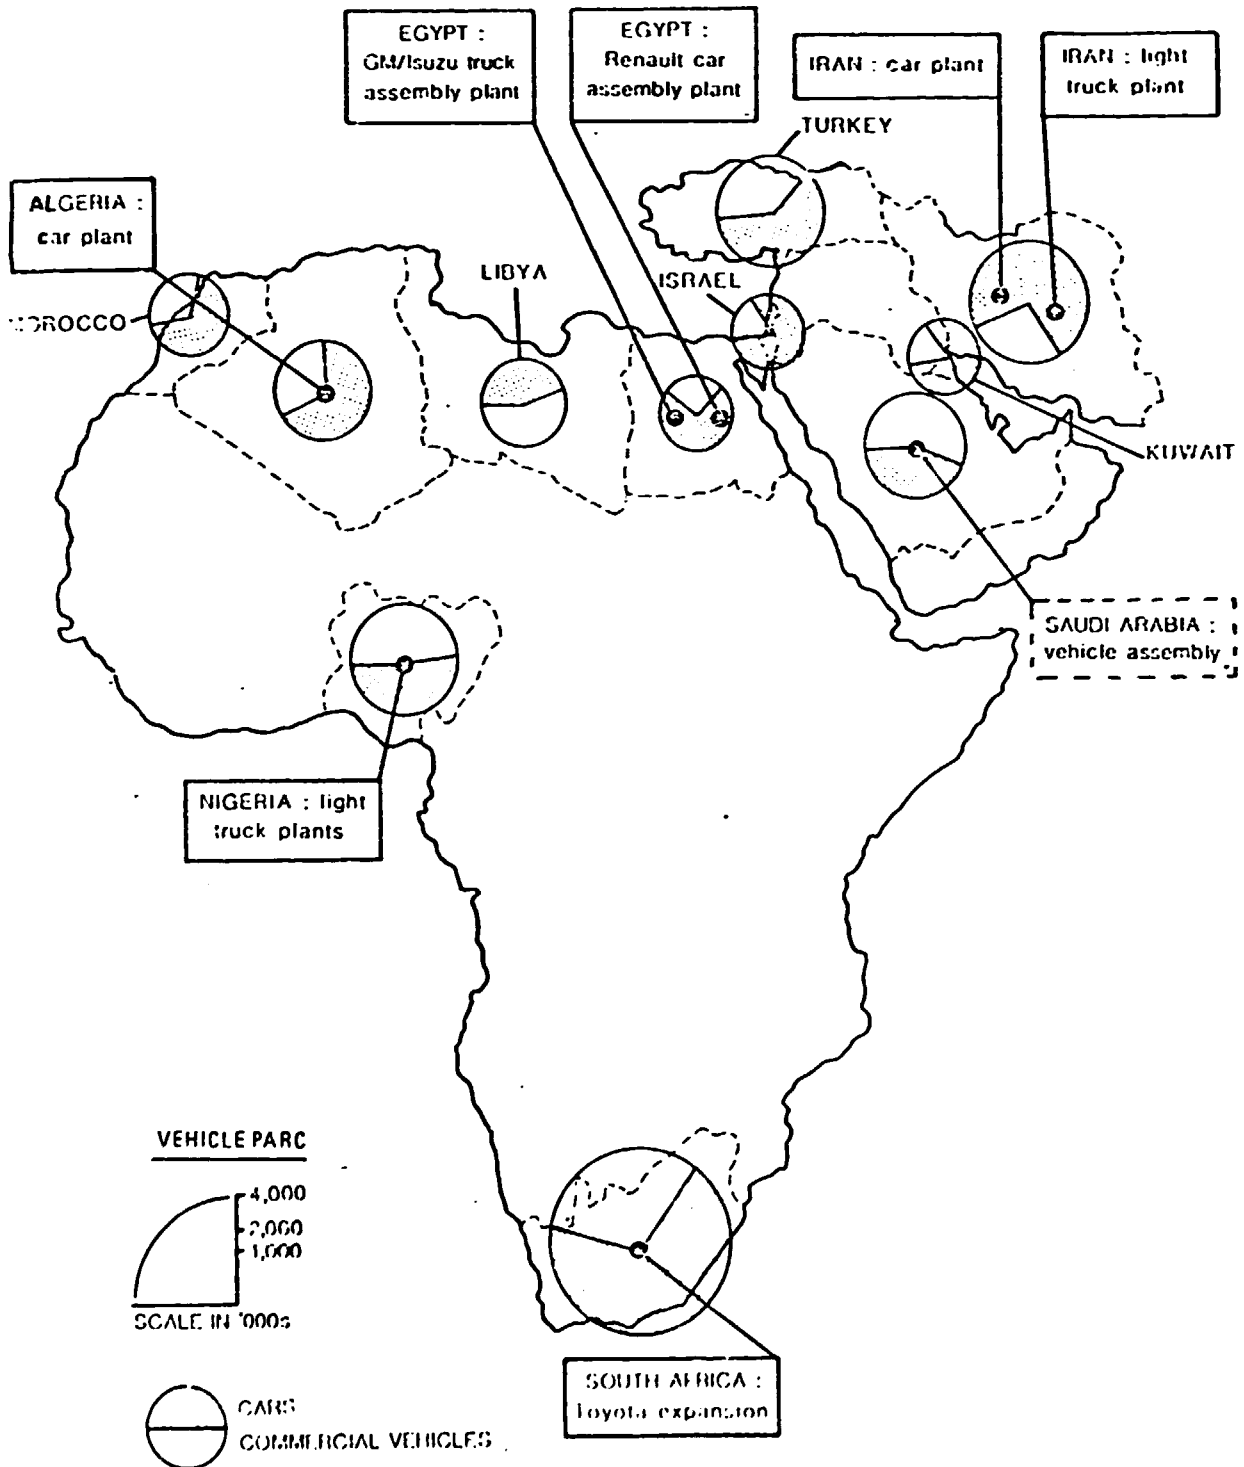 EGYPT :
GM/Isuzu truck
assembly plant
EGYPT :
Renault car
assembly plant
IRAN : car plant
IRAN : light
truck plant
TURKEY
ALGERIA :
car plant
LIBYA
ISRAEL
MOROCCO
KUWAIT
SAUDI ARABIA :
vehicle assembly
NIGERIA : light
truck plants
VEHICLE PARC
4,000
2,000
1,000
SCALE IN '000s
SOUTH AFRICA :
Toyota expansion
CARS
COMMERCIAL VEHICLES